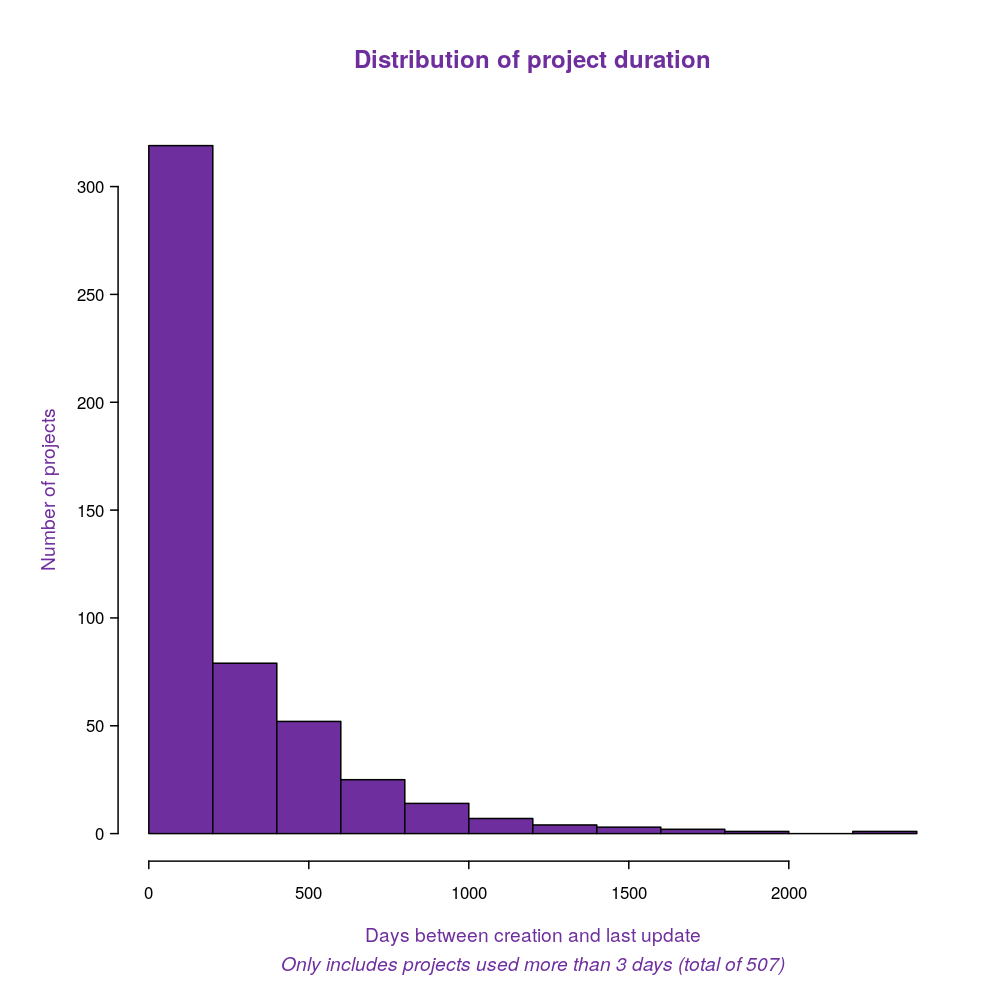 Distribution of project duration
300
250
200
150
100
50
0
Number of projects
0 500 1000 1500 2000
Days between creation and last update
Only includes projects used more than 3 days (total of 507)